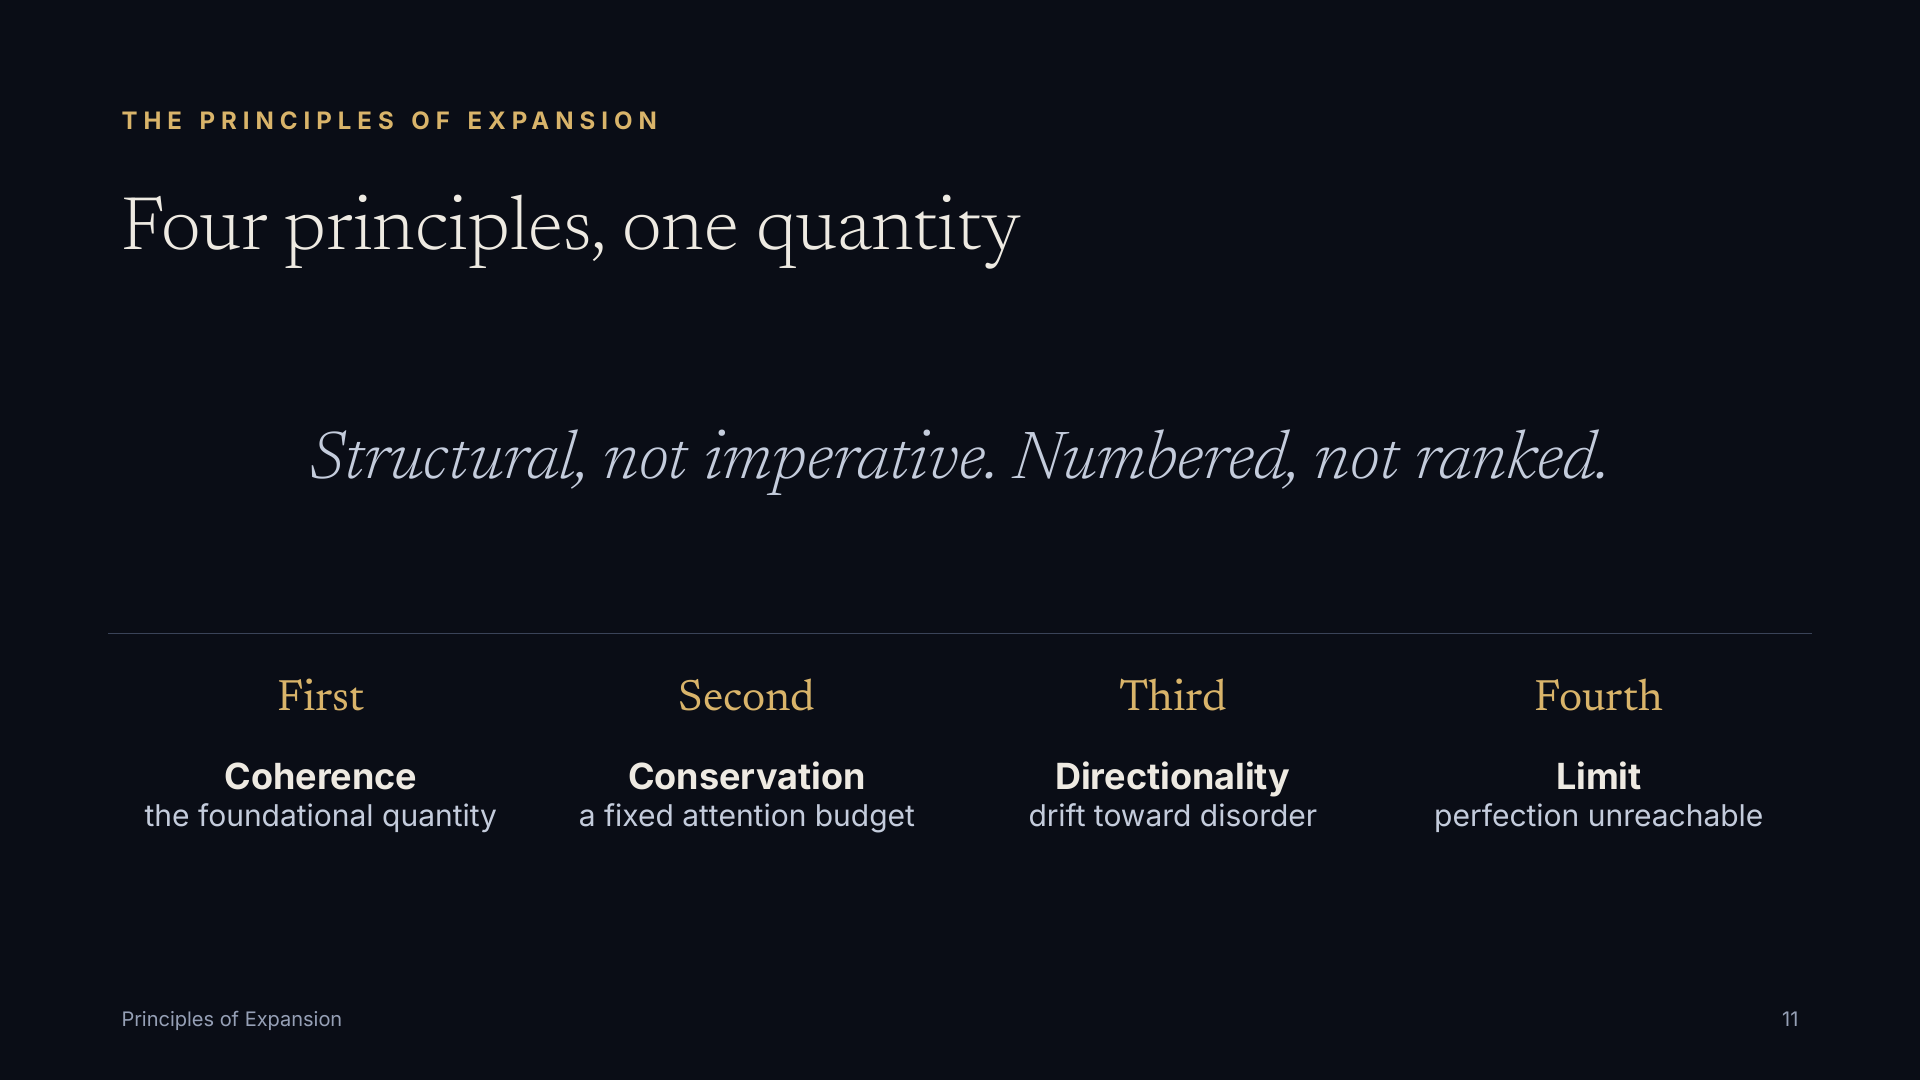 THE PRINCIPLES OF EXPANSION
Four principles, one quantity
Structural, not imperative. Numbered, not ranked.
First
Coherence
the foundational quantity
Second
Conservation
a fixed attention budget
Third
Directionality
drift toward disorder
Fourth
Limit
perfection unreachable
Principles of Expansion
11